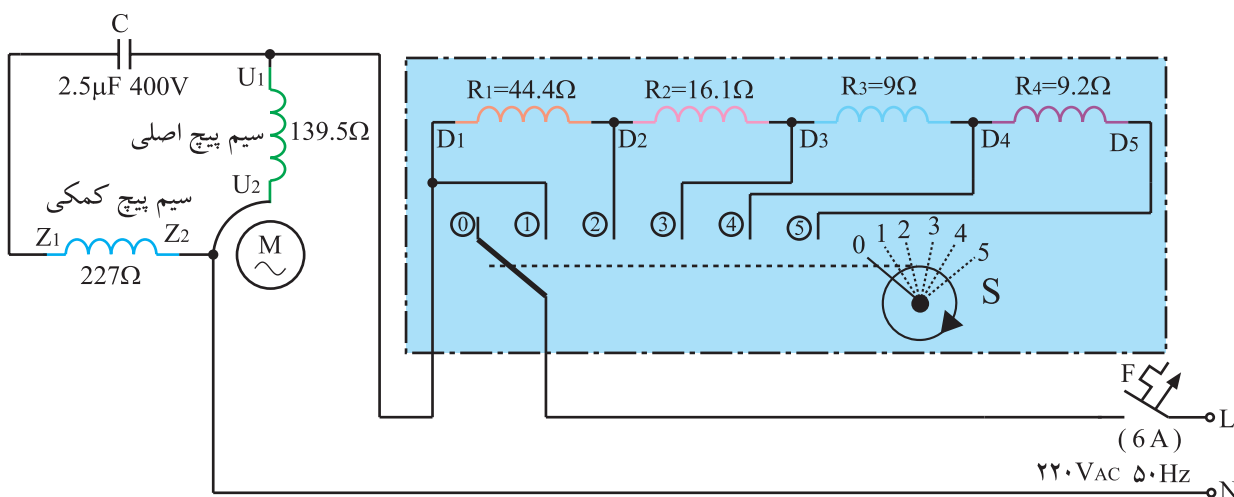 C
2.5µF 400V
U1
سیم پیچ اصلی
139.5Ω
U2
سیم پیچ کمکی
Z1 Z2
227Ω
M
R1=44.4Ω R2=16.1Ω R3=9Ω R4=9.2Ω
D1 D2 D3 D4 D5
0 1 2 3 4 5
0 1 2 3 4 5
S
F
L
(6A)
۲۲۰VAC ۵۰Hz
N